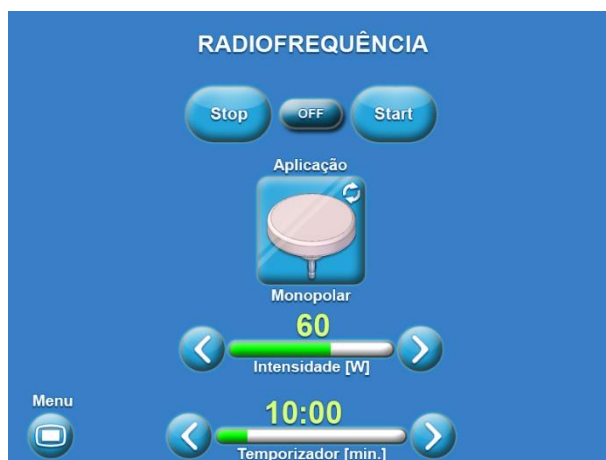 RADIOFREQUÊNCIA
Stop OFF Start
Aplicação
Monopolar
60
Intensidade [W]
Menu
10:00
Temporizador [min.]